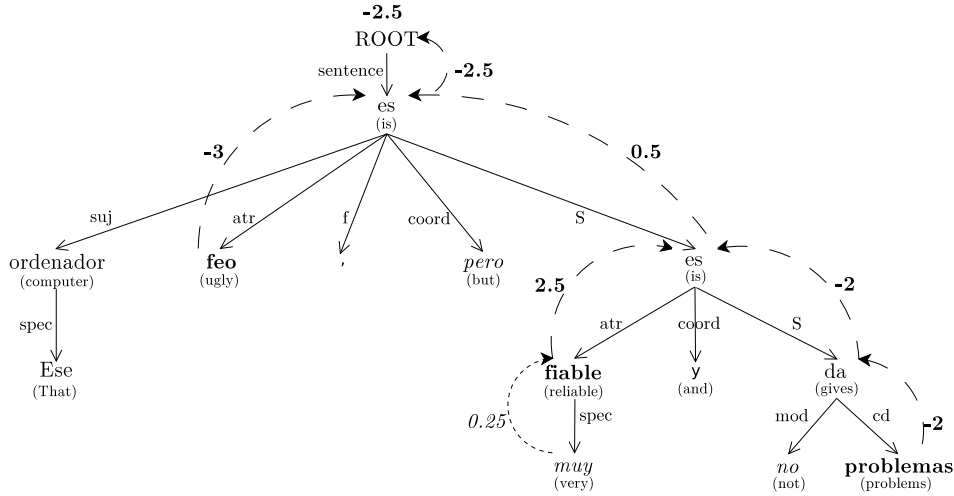 -2.5
ROOT
sentence
-2.5
es
(is)
-3
0.5
suj
atr
f
coord
S
ordenador
(computer)
feo
(ugly)
,
pero
(but)
es
(is)
2.5
-2
spec
atr
coord
S
Ese
(That)
fiable
(reliable)
y
(and)
da
(gives)
0.25
spec
mod
cd
-2
muy
(very)
no
(not)
problemas
(problems)